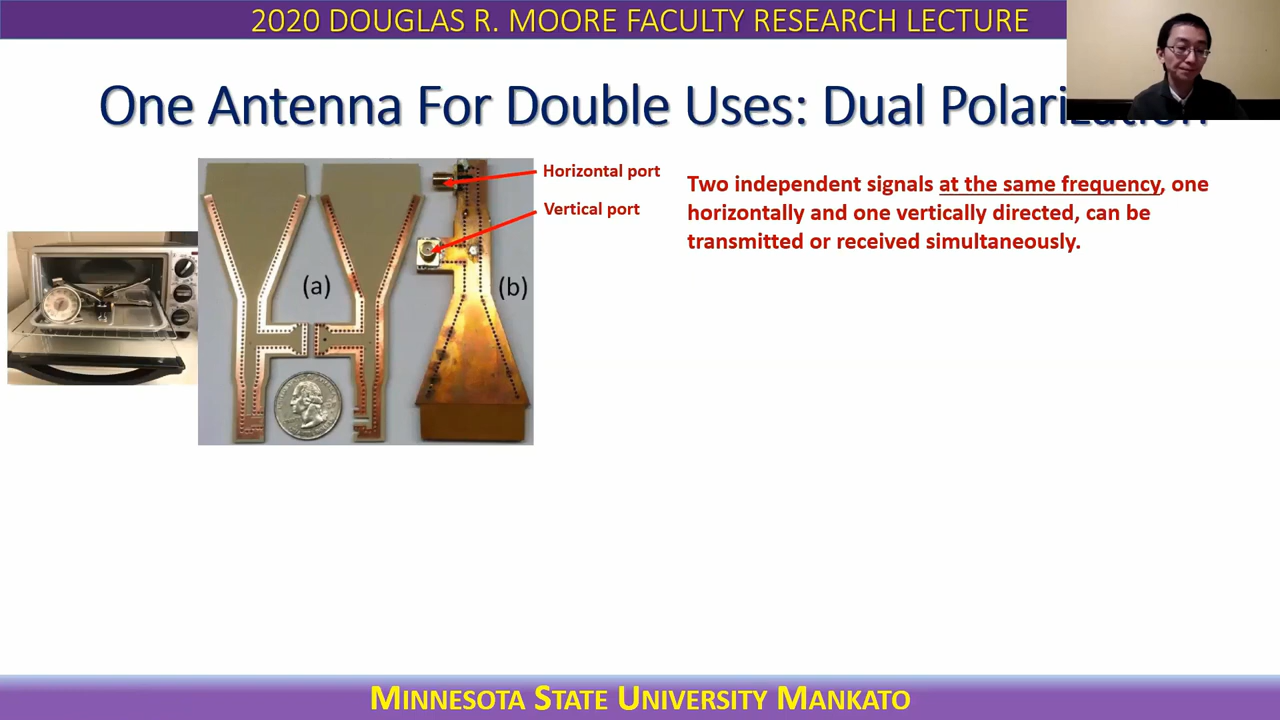 2020 DOUGLAS R. MOORE FACULTY RESEARCH LECTURE
One Antenna For Double Uses: Dual Polarization
Horizontal port
Vertical port
(a)
(b)
Two independent signals at the same frequency, one
horizontally and one vertically directed, can be
transmitted or received simultaneously.
MINNESOTA STATE UNIVERSITY MANKATO